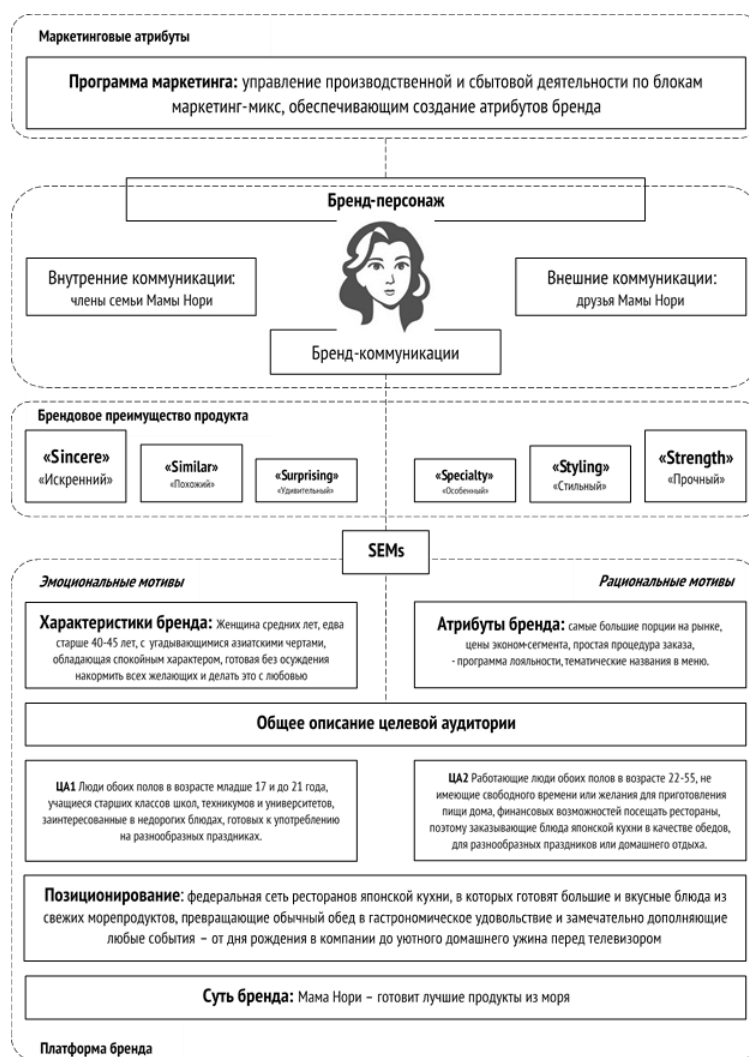 Маркетинговые атрибуты
Программа маркетинга: управление производственной и сбытовой деятельности по блокам
маркетинг-микс, обеспечивающим создание атрибутов бренда
Бренд-персонаж
Внутренние коммуникации:
члены семьи Мамы Нори
Внешние коммуникации:
друзья Мамы Нори
Бренд-коммуникации
Брендовое преимущество продукта
«Sincere»
«Искренний»
«Similar»
«Похожий»
«Surprising»
«Удивительный»
«Specialty»
«Особенный»
«Styling»
«Стильный»
«Strength»
«Прочный»
SEMs
Эмоциональные мотивы
Рациональные мотивы
Характеристики бренда: Женщина средних лет, едва
старше 40-45 лет, с угадывающимися азиатскими чертами,
обладающая спокойным характером, готовая без осуждения
накормить всех желающих и делать это с любовью
Атрибуты бренда: самые большие порции на рынке,
цены эконом-сегмента, простая процедура заказа,
- программа лояльности, тематические названия в меню.
Общее описание целевой аудитории
ЦА1 Люди обоих полов в возрасте младше 17 и до 21 года,
учащиеся старших классов школ, техникумов и университетов,
заинтересованные в недорогих блюдах, готовых к употреблению
на разнообразных праздниках.
ЦА2 Работающие люди обоих полов в возрасте 22-55, не
имеющие свободного времени или желания для приготовления
пищи дома, финансовых возможностей посещать рестораны,
поэтому заказывающие блюда японской кухни в качестве обедов,
для разнообразных праздников или домашнего отдыха.
Позиционирование: федеральная сеть ресторанов японской кухни, в которых готовят большие и вкусные блюда из
свежих морепродуктов, превращающие обычный обед в гастрономическое удовольствие и замечательно дополняющие
любые события – от дня рождения в компании до уютного домашнего ужина перед телевизором
Суть бренда: Мама Нори – готовит лучшие продукты из моря
Платформа бренда